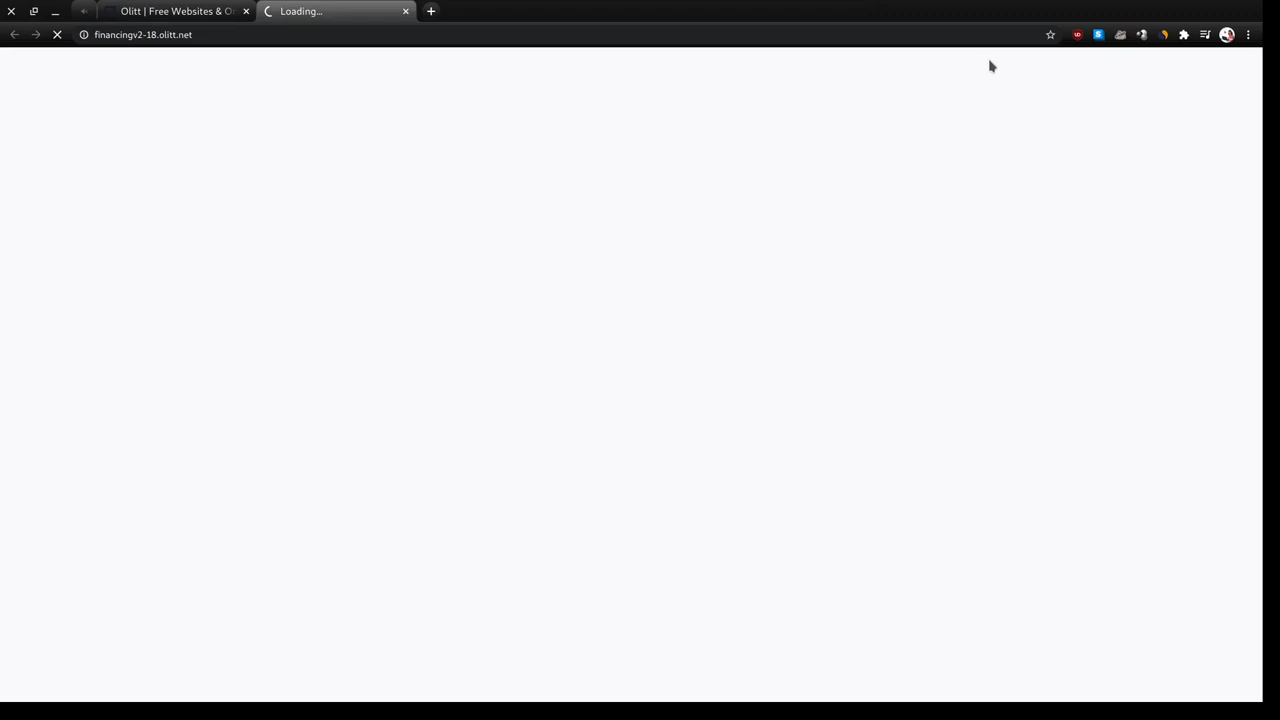 Olitt | Free Websites & O
Loading...
financingv2-18.olitt.net